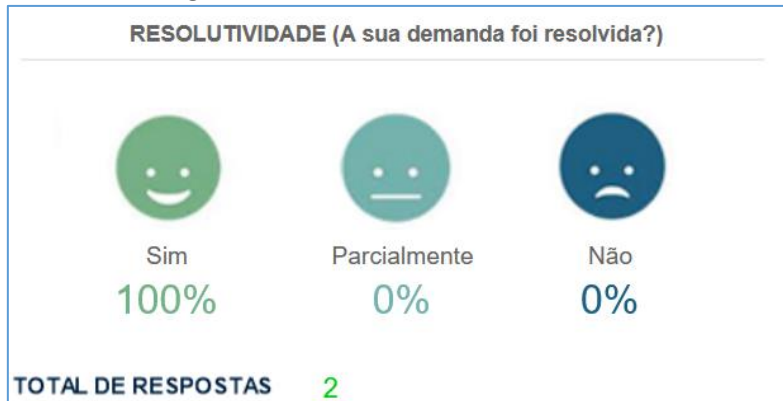 RESOLUTIVIDADE (A sua demanda foi resolvida?)
Sim Parcialmente Não
100% 0% 0%
TOTAL DE RESPOSTAS 2